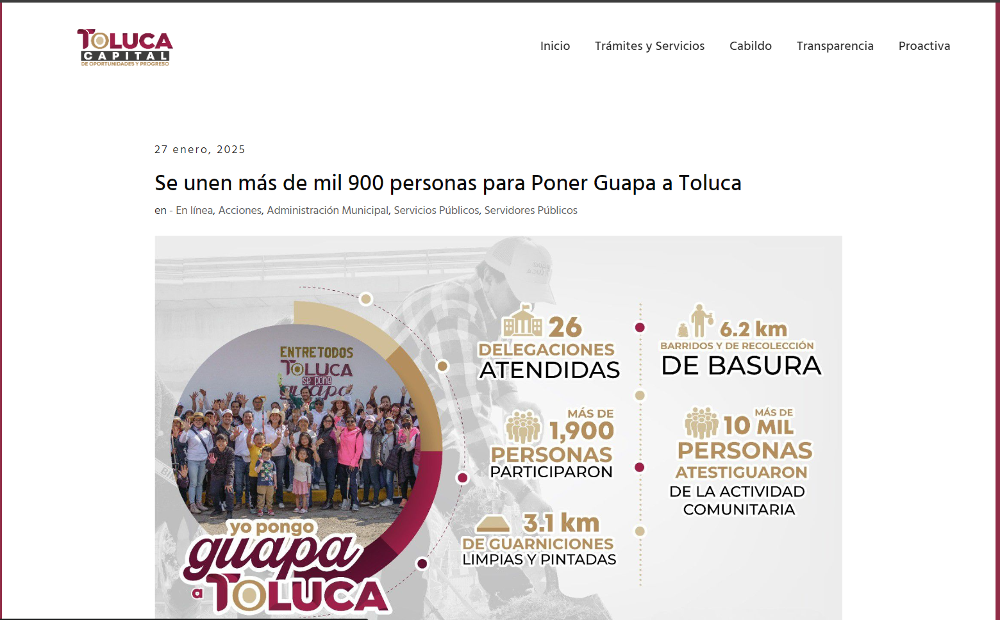 TOLUCA
CAPITAL
DE OPORTUNIDADES Y PROGRESO
Inicio
Trámites y Servicios
Cabildo
Transparencia
Proactiva
27 enero, 2025
Se unen más de mil 900 personas para Poner Guapa a Toluca
en - En línea, Acciones, Administración Municipal, Servicios Públicos, Servidores Públicos
ENTRE TODOS
TOLUCA
se pone
guapa
yo pongo
guapa
a TOLUCA
26
DELEGACIONES
ATENDIDAS
MÁS DE
1,900
PERSONAS
PARTICIPARON
3.1 km
DE GUARNICIONES
LIMPIAS Y PINTADAS
6.2 km
BARRIDOS Y DE RECOLECCIÓN
DE BASURA
MÁS DE
10 MIL
PERSONAS
ATESTIGUARON
DE LA ACTIVIDAD
COMUNITARIA